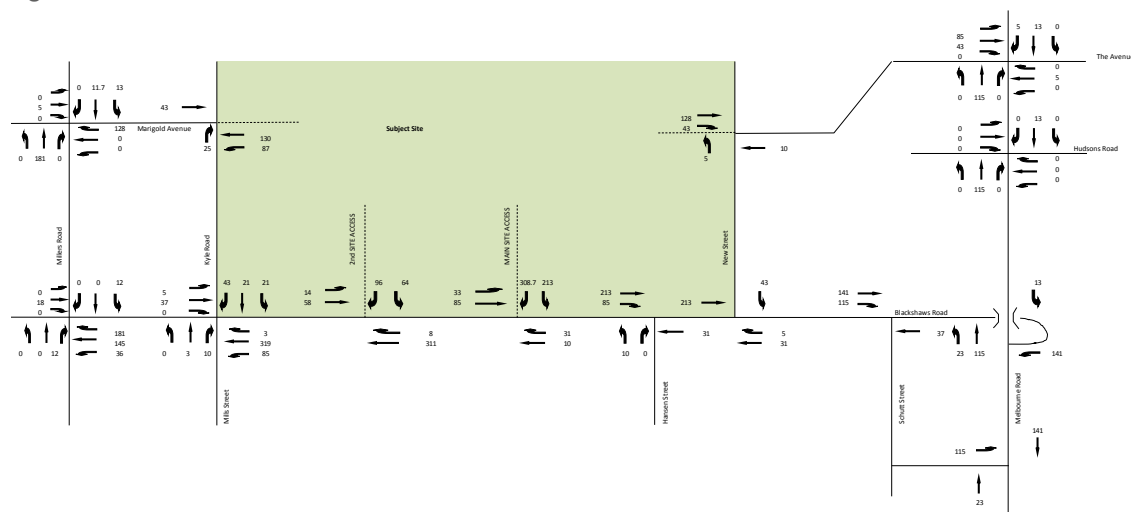 5 13 0
85
43
0
The Avenue
0
5
0
0 115 0
0 11.7 13
0
5
0
43
Marigold Avenue
128
0
0
0 181 0
25
130
87
Subject Site
128
43
5
10
0 13 0
0
0
0
Hudsons Road
0
0
0
0 115 0
Millers Road
Kyle Road
2nd SITE ACCESS
MAIN SITE ACCESS
New Street
0 0 12
0
18
0
5
37
0
43 21 21
14
58
96 64
33
85
308.7 213
213
85
213
43
141
115
13
Blackshaws Road
181
145
36
0 0 12
0 3 10
3
319
85
8
311
31
10
10 0
31
5
31
37
23 115
141
Mills Street
Hansen Street
Schutt Street
Melbourne Road
115
141
23